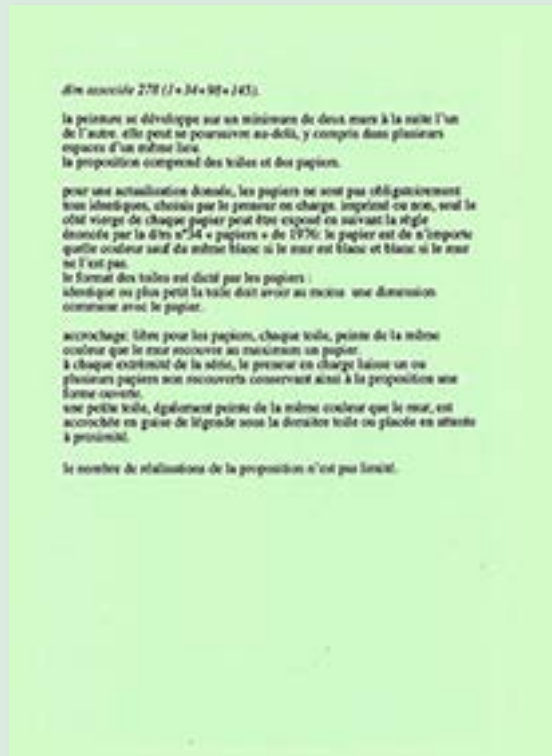 d/m associée 278 (1+34+98+145).
la peinture se développe sur un minimum de deux murs à la suite l'un
de l'autre. elle peut se poursuivre au-delà, y compris dans plusieurs
espaces d'un même lieu.
la proposition comprend des toiles et des papiers.
pour une actualisation donnée, les papiers ne sont pas obligatoirement
tous identiques, choisis par le preneur en charge. imprimé ou non, seul le
côté vierge de chaque papier peut être exposé en suivant la règle
énoncée par la d/m n°34 « papiers » de 1976: le papier est de n'importe
quelle couleur sauf du même blanc si le mur est blanc et blanc si le mur
ne l'est pas.
le format des toiles est dicté par les papiers :
identique ou plus petit la toile doit avoir au moins une dimension
commune avec le papier.
accrochage: libre pour les papiers, chaque toile, peinte de la même
couleur que le mur recouvre au maximum un papier.
à chaque extrémité de la série, le preneur en charge laisse un ou
plusieurs papiers non recouverts conservant ainsi à la proposition une
forme ouverte.
une petite toile, également peinte de la même couleur que le mur, est
accrochée en guise de légende sous la dernière toile ou placée en attente
à proximité.
le nombre de réalisations de la proposition n'est pas limité.